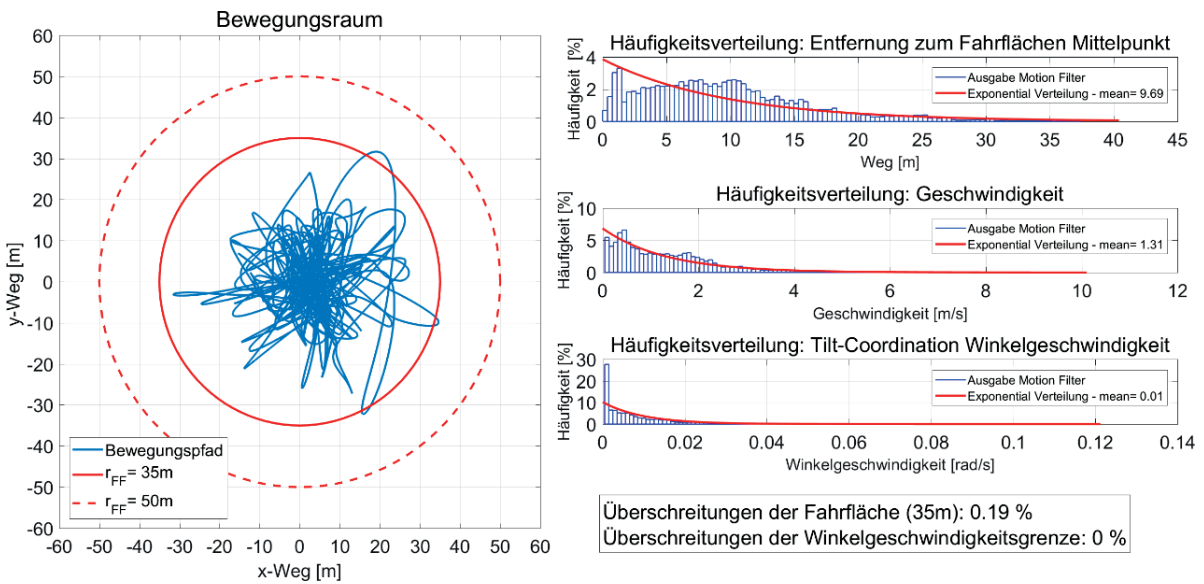 Bewegungsraum
60
50
40
30
20
10
0
-10
-20
-30
-40
-50
-60
y-Weg [m]
-60 -50 -40 -30 -20 -10 0 10 20 30 40 50 60
x-Weg [m]
Bewegungspfad
r_FF = 35m
r_FF = 50m
Häufigkeitsverteilung: Entfernung zum Fahrflächen Mittelpunkt
Häufigkeit [%]
4
2
0
Ausgabe Motion Filter
Exponential Verteilung - mean= 9.69
0 5 10 15 20 25 30 35 40 45
Weg [m]
Häufigkeitsverteilung: Geschwindigkeit
Häufigkeit [%]
10
5
0
Ausgabe Motion Filter
Exponential Verteilung - mean= 1.31
0 2 4 6 8 10 12
Geschwindigkeit [m/s]
Häufigkeitsverteilung: Tilt-Coordination Winkelgeschwindigkeit
Häufigkeit [%]
30
20
10
0
Ausgabe Motion Filter
Exponential Verteilung - mean= 0.01
0 0.02 0.04 0.06 0.08 0.1 0.12 0.14
Winkelgeschwindigkeit [rad/s]
Überschreitungen der Fahrfläche (35m): 0.19 %
Überschreitungen der Winkelgeschwindigkeitsgrenze: 0 %